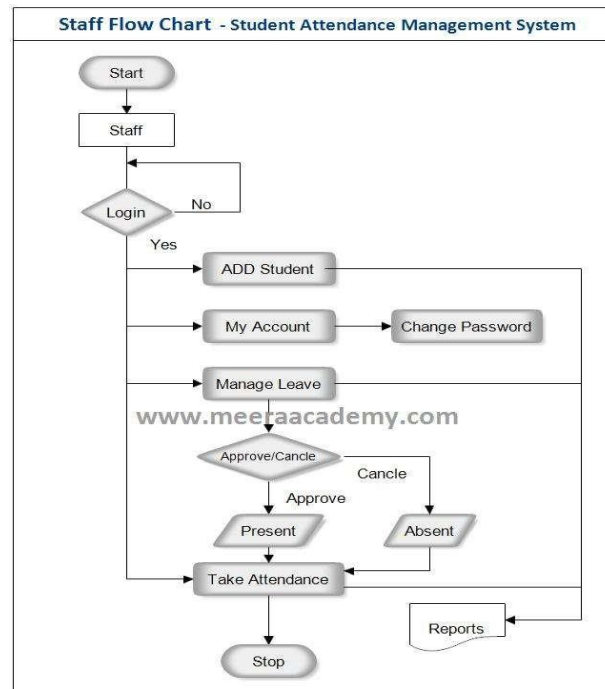 Staff Flow Chart - Student Attendance Management System
Start
Staff
Login
No
Yes
ADD Student
My Account
Change Password
Manage Leave
www.meeraacademy.com
Approve/Cancle
Cancle
Approve
Present
Absent
Take Attendance
Reports
Stop